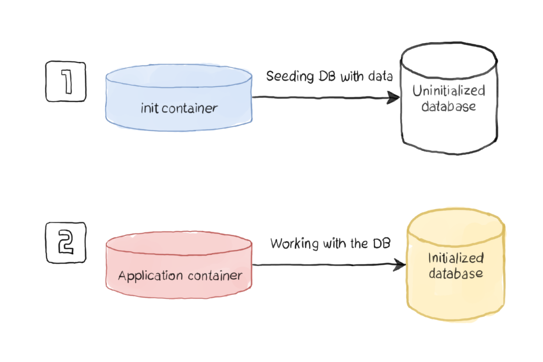 1
init container
Seeding DB with data
Uninitialized
database
2
Application container
Working with the DB
Initialized
database